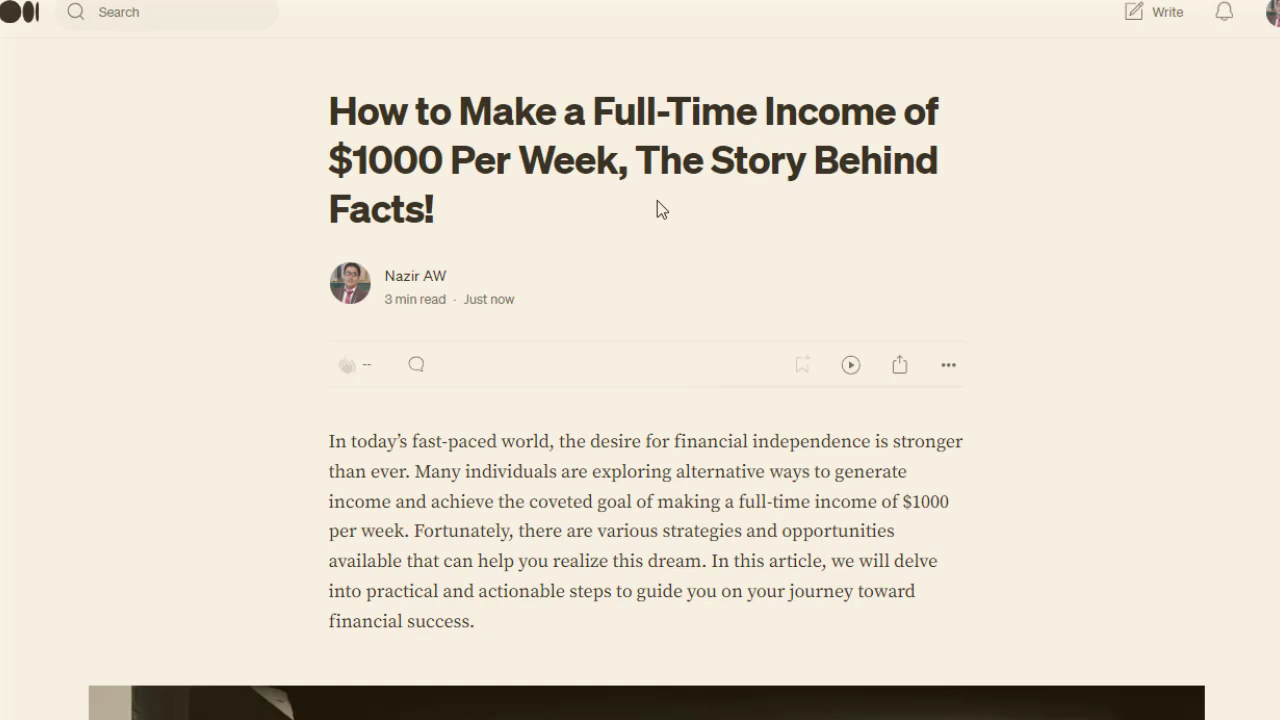 Search
Write
How to Make a Full-Time Income of
$1000 Per Week, The Story Behind
Facts!
Nazir AW
3 min read · Just now
--
In today’s fast-paced world, the desire for financial independence is stronger
than ever. Many individuals are exploring alternative ways to generate
income and achieve the coveted goal of making a full-time income of $1000
per week. Fortunately, there are various strategies and opportunities
available that can help you realize this dream. In this article, we will delve
into practical and actionable steps to guide you on your journey toward
financial success.